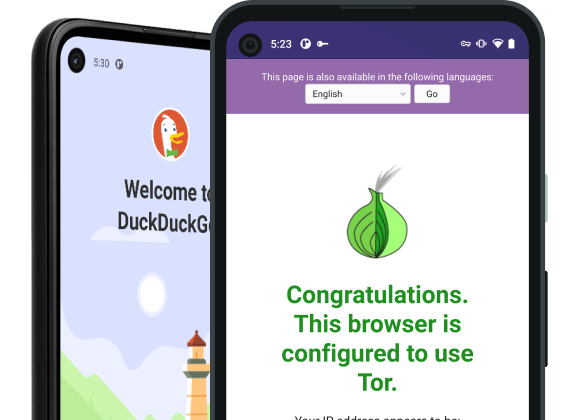 5:30
Welcome to
DuckDuckG
5:23
This page is also available in the following languages:
English
Go
Congratulations.
This browser is
configured to use
Tor.
Your IP address appears to be: